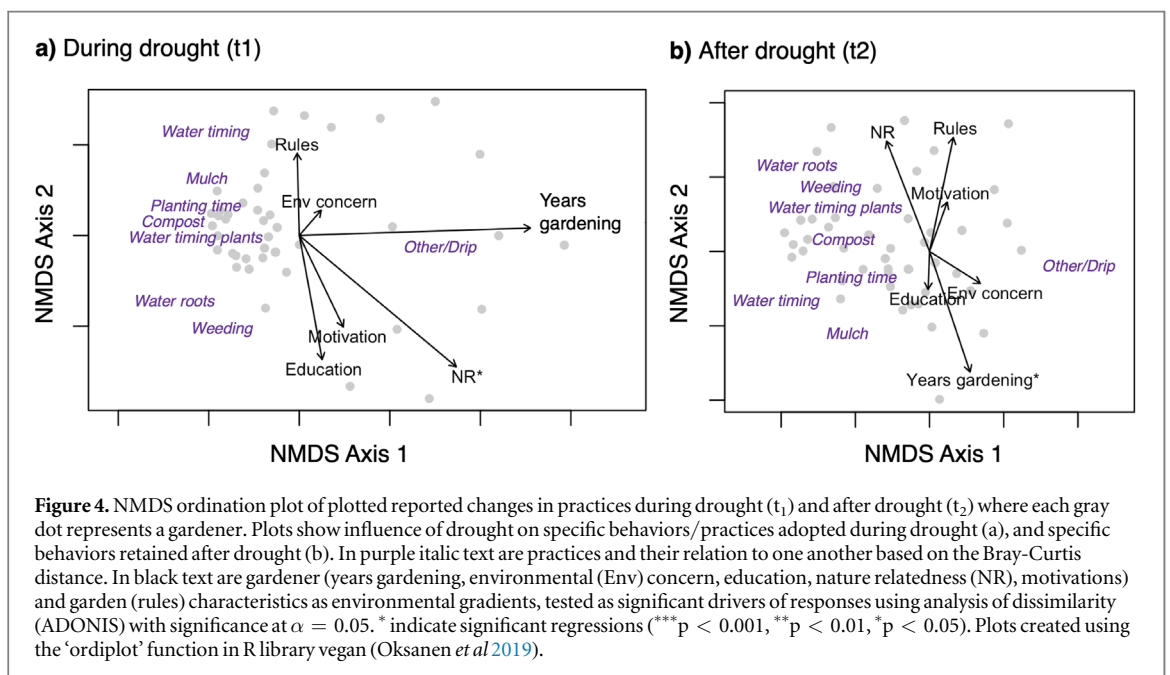 a) During drought (t1)
b) After drought (t2)
NMDS Axis 2
Water timing
Rules
Mulch
Env concern
Years
gardening
Planting time
Compost
Water timing plants
Other/Drip
Water roots
Weeding
Motivation
Education
NR*
NMDS Axis 1
NMDS Axis 2
NR
Rules
Water roots
Weeding
Motivation
Water timing plants
Compost
Other/Drip
Planting time
Water timing
Education
Env concern
Mulch
Years gardening*
NMDS Axis 1
Figure 4. NMDS ordination plot of plotted reported changes in practices during drought (t₁) and after drought (t₂) where each gray
dot represents a gardener. Plots show influence of drought on specific behaviors/practices adopted during drought (a), and specific
behaviors retained after drought (b). In purple italic text are practices and their relation to one another based on the Bray-Curtis
distance. In black text are gardener (years gardening, environmental (Env) concern, education, nature relatedness (NR), motivations)
and garden (rules) characteristics as environmental gradients, tested as significant drivers of responses using analysis of dissimilarity
(ADONIS) with significance at α = 0.05. * indicate significant regressions (***p < 0.001, **p < 0.01, *p < 0.05). Plots created using
the 'ordiplot' function in R library vegan (Oksanen et al 2019).